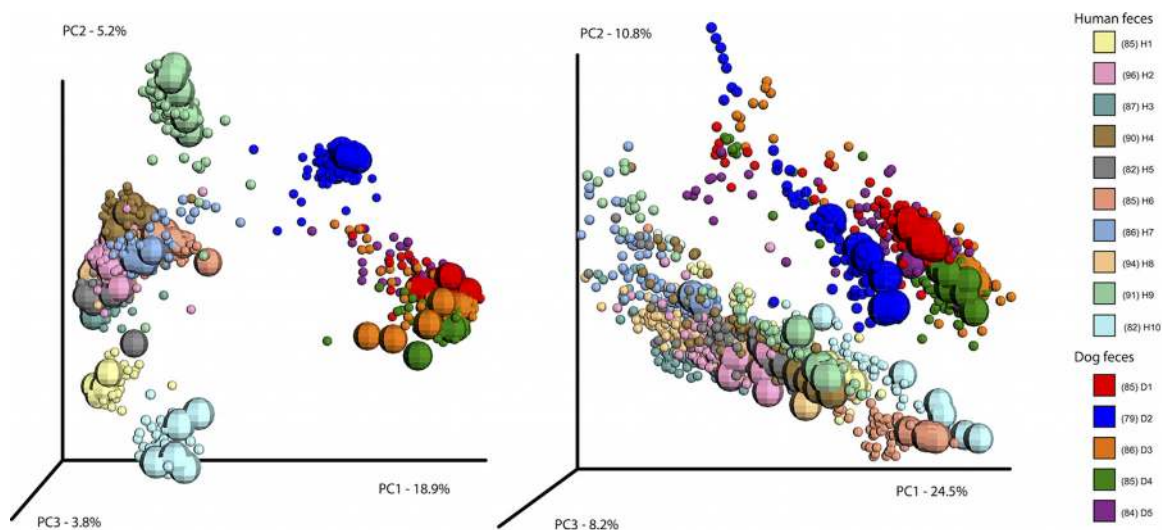 PC2 - 5.2%
PC1 - 18.9%
PC3 - 3.8%
PC2 - 10.8%
PC1 - 24.5%
PC3 - 8.2%
Human feces
(85) H1
(96) H2
(87) H3
(90) H4
(82) H5
(85) H6
(86) H7
(94) H8
(91) H9
(82) H10
Dog feces
(85) D1
(79) D2
(86) D3
(85) D4
(84) D5